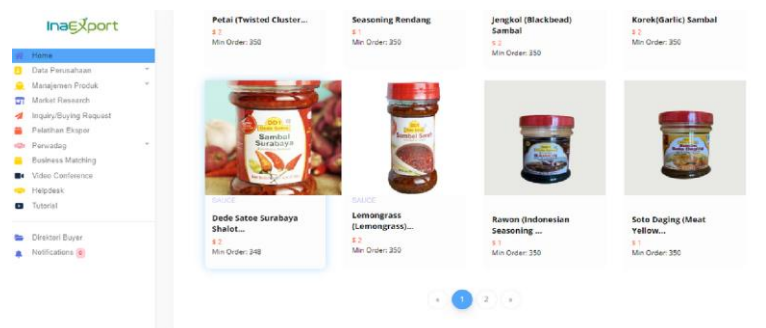 InaExport
Home
Data Perusahaan
Manajemen Produk
Market Research
Inquiry/Buying Request
Pelatihan Ekspor
Perwadag
Business Matching
Video Conference
Helpdesk
Tutorial
Direktori Buyer
Notifications 0
Petai (Twisted Cluster...
$ 2
Min Order: 350
Seasoning Rendang
$ 1
Min Order: 350
Jengkol (Blackbead)
Sambal
$ 2
Min Order: 350
Korek(Garlic) Sambal
$ 2
Min Order: 350
Sambal
Surabaya
SAUCE
Dede Satoe Surabaya
Shalot...
$ 2
Min Order: 348
SAUCE
Lemongrass
(Lemongrass)...
$ 2
Min Order: 350
Rawon (Indonesian
Seasoning ...
$ 1
Min Order: 350
Soto Daging (Meat
Yellow...
$ 1
Min Order: 350
« 1 2 »